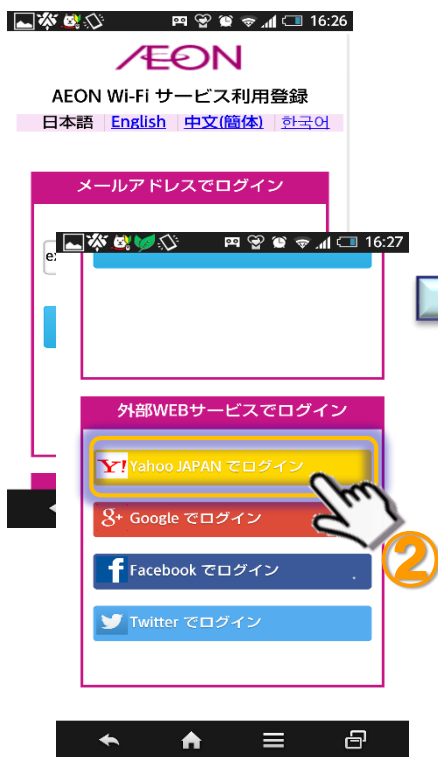 16:26
ÆON
AEON Wi-Fi サービス利用登録
日本語 English 中文(簡体) 한국어
メールアドレスでログイン
16:27
外部WEBサービスでログイン
Y! Yahoo JAPAN でログイン
g+ Google でログイン
f Facebook でログイン
Twitter でログイン
②